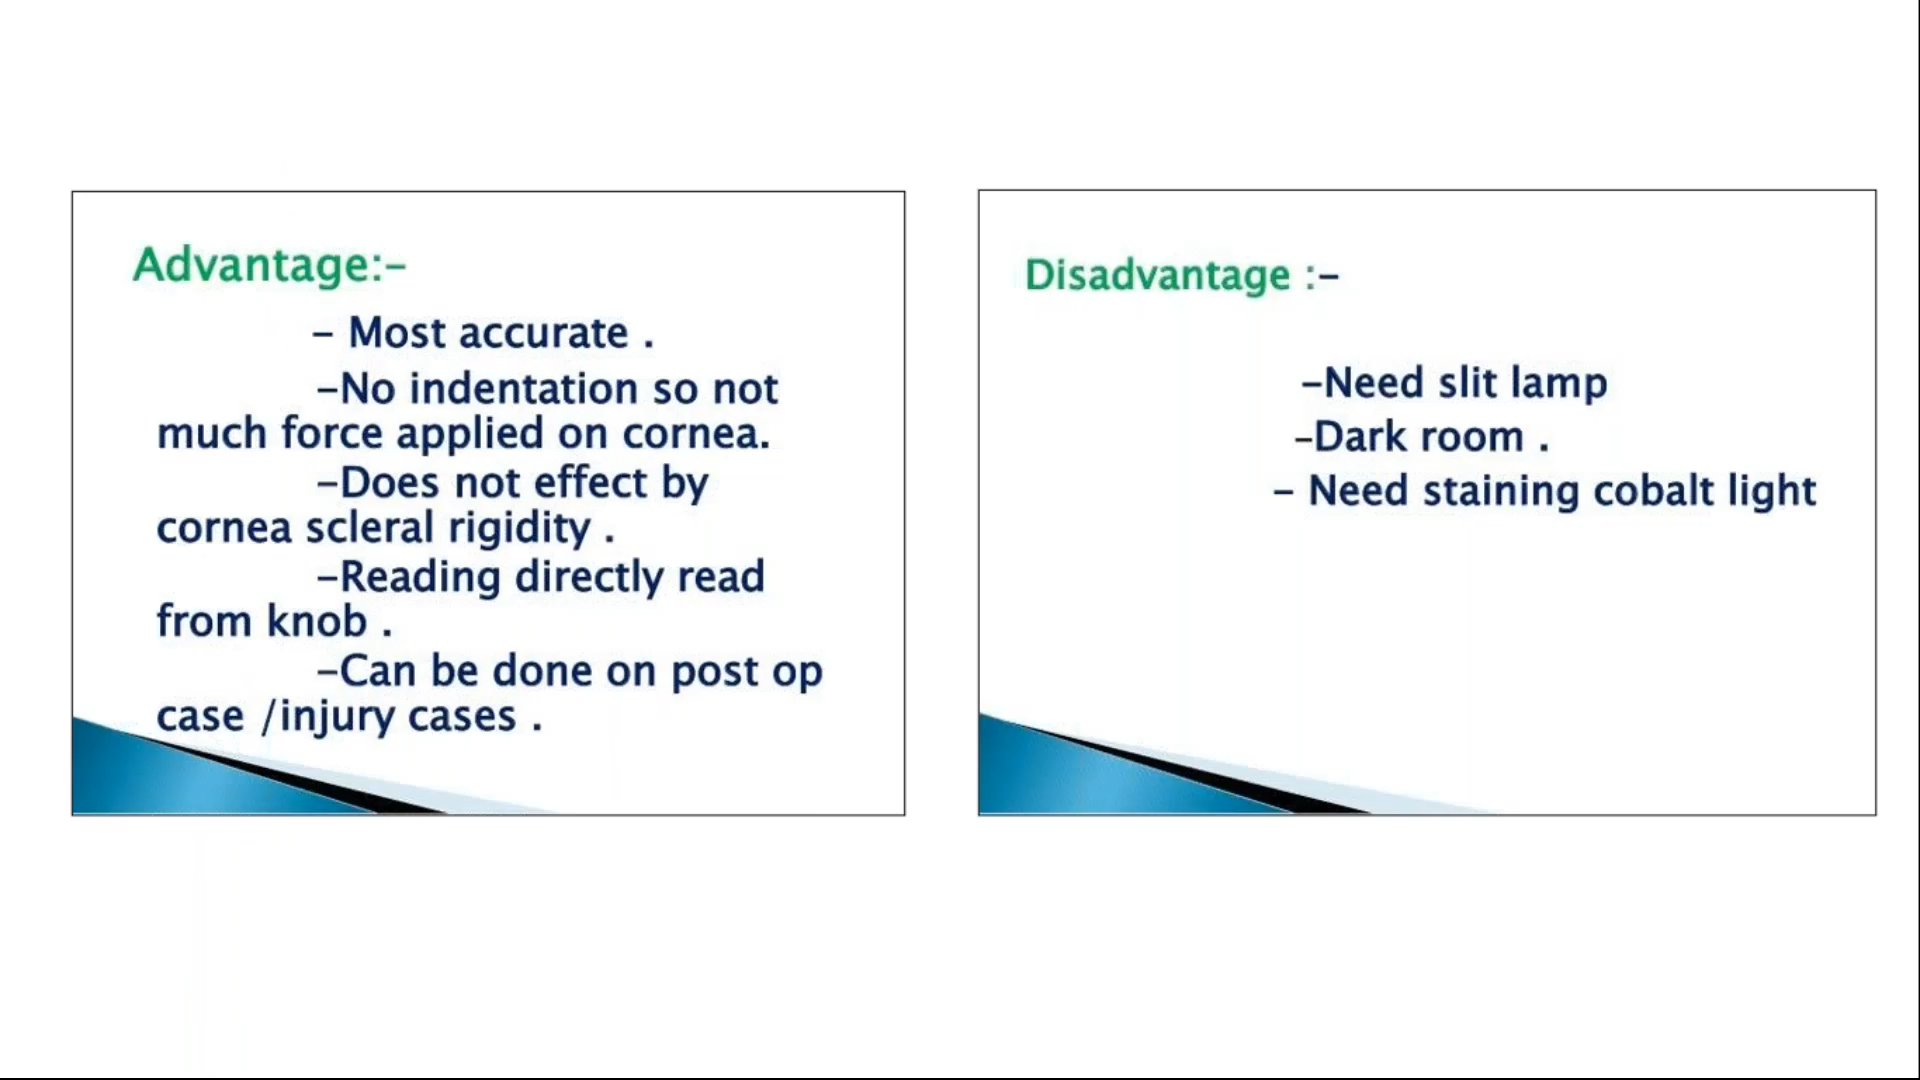 Advantage:-
- Most accurate .
-No indentation so not
much force applied on cornea.
-Does not effect by
cornea scleral rigidity .
-Reading directly read
from knob .
-Can be done on post op
case /injury cases .
Disadvantage :-
-Need slit lamp
-Dark room .
- Need staining cobalt light